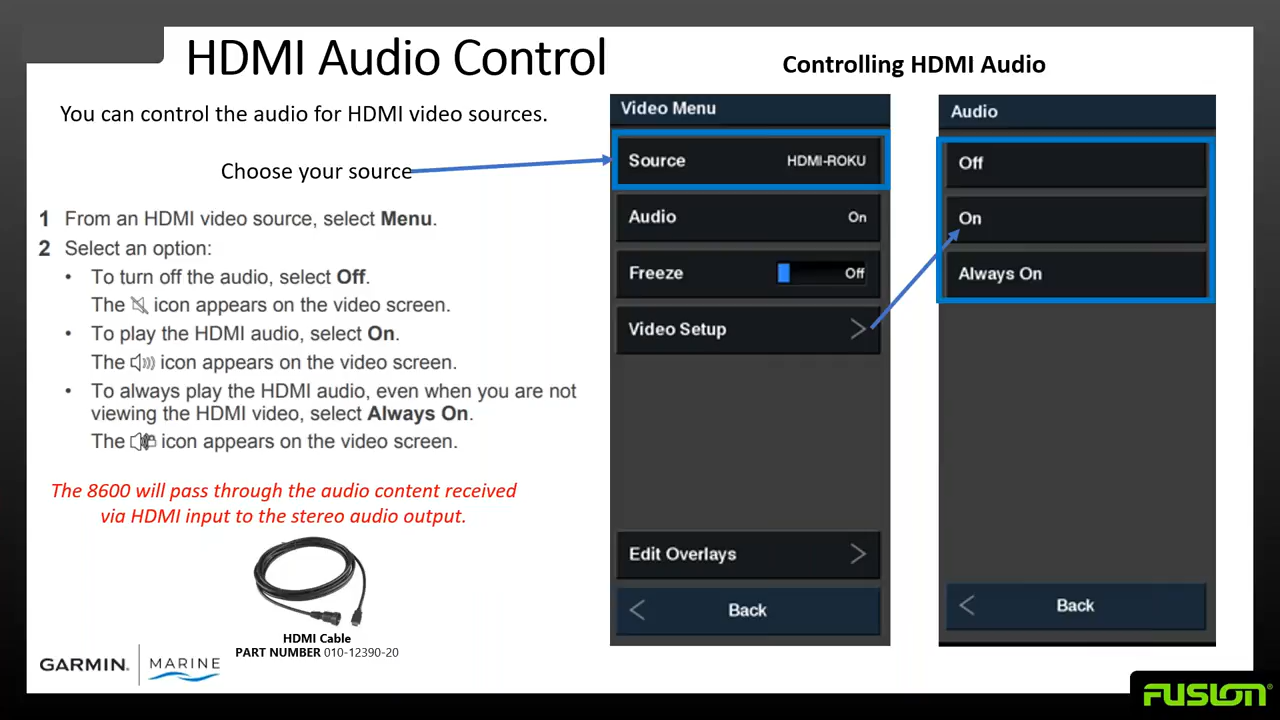 HDMI Audio Control
You can control the audio for HDMI video sources.
Choose your source
1 From an HDMI video source, select Menu.
2 Select an option:
• To turn off the audio, select Off.
The icon appears on the video screen.
• To play the HDMI audio, select On.
The icon appears on the video screen.
• To always play the HDMI audio, even when you are not
viewing the HDMI video, select Always On.
The icon appears on the video screen.
The 8600 will pass through the audio content received
via HDMI input to the stereo audio output.
HDMI Cable
PART NUMBER 010-12390-20
GARMIN. MARINE
Controlling HDMI Audio
Video Menu
Source HDMI-ROKU
Audio On
Freeze Off
Video Setup
Edit Overlays
Back
Audio
Off
On
Always On
Back
FUSION®